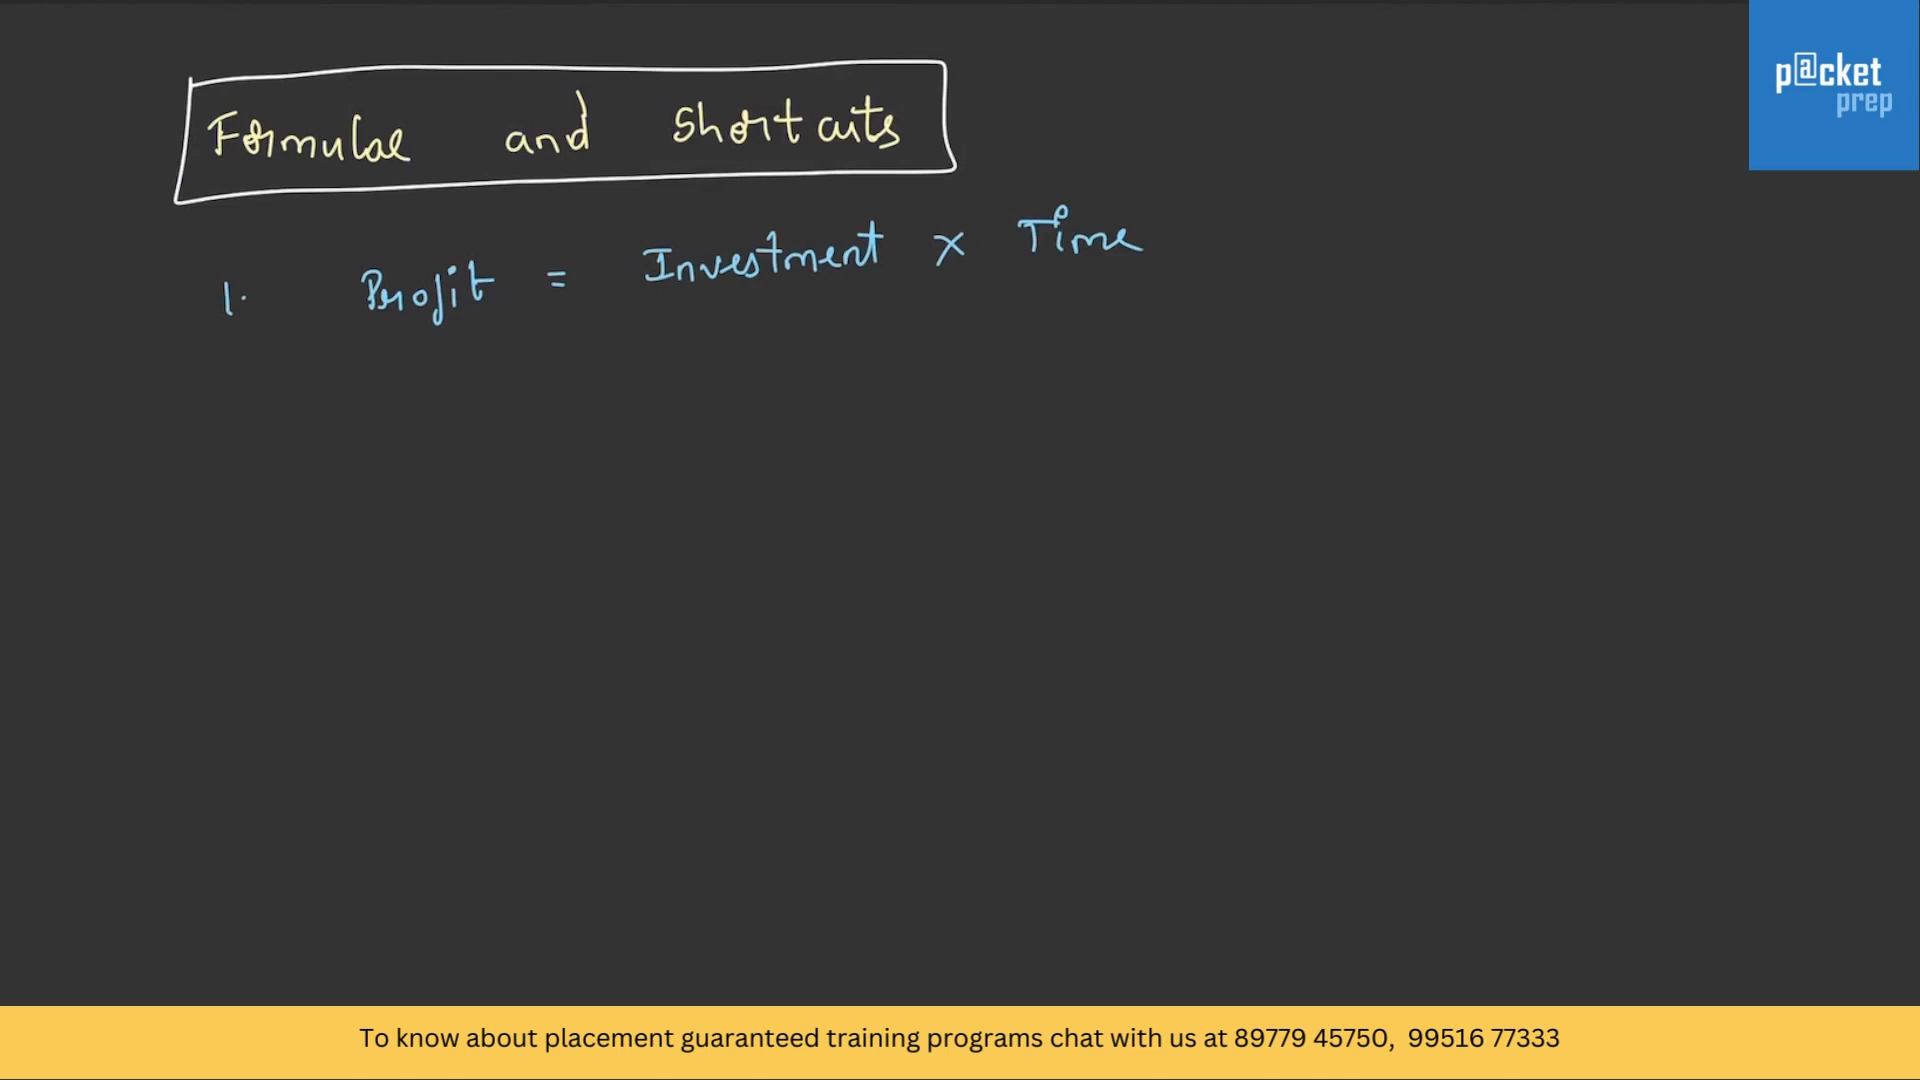 p@cket
prep
Formulae and Shortcuts
1. Profit = Investment × Time
To know about placement guaranteed training programs chat with us at 89779 45750, 99516 77333